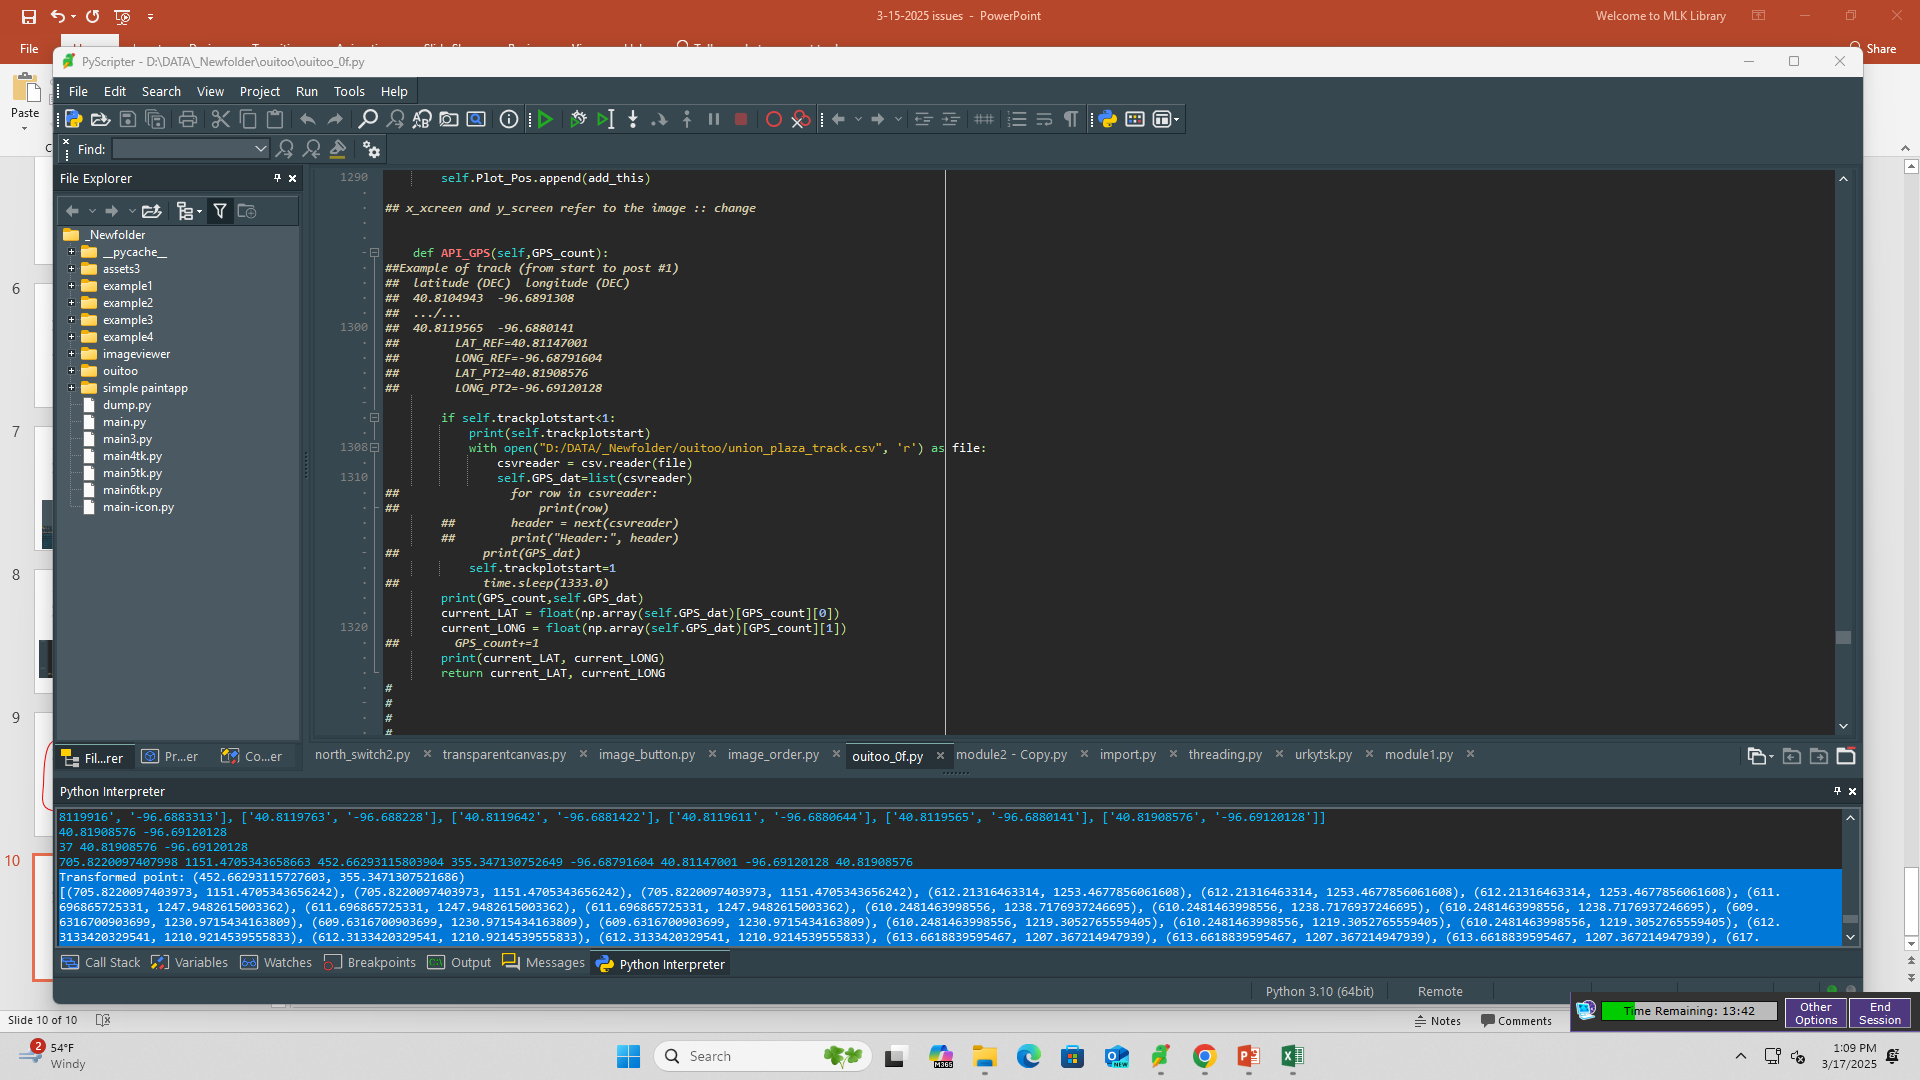 3-15-2025 issues - PowerPoint
Welcome to MLK Library
File
Share
PyScripter - D:\DATA\_Newfolder\ouitoo\ouitoo_0f.py
Paste
File Edit Search View Project Run Tools Help
Find:
File Explorer
_Newfolder
__pycache__
assets3
example1
example2
example3
example4
imageviewer
ouitoo
simple paintapp
dump.py
main.py
main3.py
main4tk.py
main5tk.py
main6tk.py
main-icon.py
6
7
8
9
10
1290 self.Plot_Pos.append(add_this)
## x_xcreen and y_screen refer to the image :: change
def API_GPS(self,GPS_count):
##Example of track (from start to post #1)
## latitude (DEC) longitude (DEC)
## 40.8104943 -96.6891308
## .../...
1300 ## 40.8119565 -96.6880141
## LAT_REF=40.81147001
## LONG_REF=-96.68791604
## LAT_PT2=40.81908576
## LONG_PT2=-96.69120128
if self.trackplotstart<1:
print(self.trackplotstart)
1308 with open("D:/DATA/_Newfolder/ouitoo/union_plaza_track.csv", 'r') as file:
csvreader = csv.reader(file)
1310 self.GPS_dat=list(csvreader)
## for row in csvreader:
## print(row)
## header = next(csvreader)
## print("Header:", header)
## print(GPS_dat)
self.trackplotstart=1
## time.sleep(1333.0)
print(GPS_count,self.GPS_dat)
current_LAT = float(np.array(self.GPS_dat)[GPS_count][0])
1320 current_LONG = float(np.array(self.GPS_dat)[GPS_count][1])
## GPS_count+=1
print(current_LAT, current_LONG)
return current_LAT, current_LONG
#
#
#
#
Fil...rer Pr...er Co...er
north_switch2.py transparentcanvas.py image_button.py image_order.py ouitoo_0f.py module2 - Copy.py import.py threading.py urkytsk.py module1.py
Python Interpreter
8119916', '-96.6883313'], ['40.8119763', '-96.688228'], ['40.8119642', '-96.6881422'], ['40.8119611', '-96.6880644'], ['40.8119565', '-96.6880141'], ['40.81908576', '-96.69120128']]
40.81908576 -96.69120128
37 40.81908576 -96.69120128
705.8220097407998 1151.4705343658663 452.66293115803904 355.347130752649 -96.68791604 40.81147001 -96.69120128 40.81908576
Transformed point: (452.66293115727603, 355.3471307521686)
[(705.8220097403973, 1151.4705343656242), (705.8220097403973, 1151.4705343656242), (705.8220097403973, 1151.4705343656242), (612.21316463314, 1253.4677856061608), (612.21316463314, 1253.4677856061608), (612.21316463314, 1253.4677856061608), (611.
696865725331, 1247.9482615003362), (611.696865725331, 1247.9482615003362), (611.696865725331, 1247.9482615003362), (610.2481463998556, 1238.7176937246695), (610.2481463998556, 1238.7176937246695), (610.2481463998556, 1238.7176937246695), (609.
6316700903699, 1230.9715434163809), (609.6316700903699, 1230.9715434163809), (609.6316700903699, 1230.9715434163809), (610.2481463998556, 1219.3052765559405), (610.2481463998556, 1219.3052765559405), (610.2481463998556, 1219.3052765559405), (612.
3133420329541, 1210.9214539555833), (612.3133420329541, 1210.9214539555833), (612.3133420329541, 1210.9214539555833), (613.6618839595467, 1207.367214947939), (613.6618839595467, 1207.367214947939), (613.6618839595467, 1207.367214947939), (617.
Call Stack Variables Watches Breakpoints Output Messages Python Interpreter
Python 3.10 (64bit) Remote
Time Remaining: 13:42
Other Options
End Session
Slide 10 of 10
Notes Comments
2
54°F
Windy
Search
M365
NEW
1:09 PM
3/17/2025